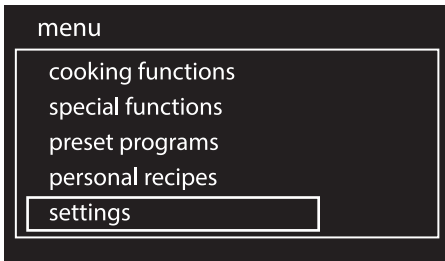 menu
cooking functions
special functions
preset programs
personal recipes
settings